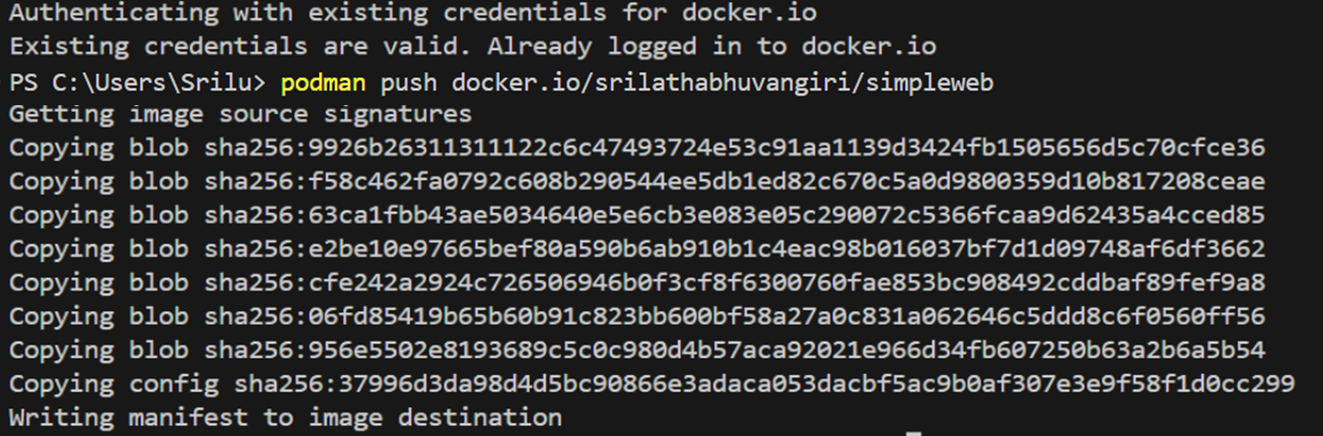 Authenticating with existing credentials for docker.io
Existing credentials are valid. Already logged in to docker.io
PS C:\Users\Srilu> podman push docker.io/srilathabhuvangiri/simpleweb
Getting image source signatures
Copying blob sha256:9926b26311311122c6c47493724e53c91aa1139d3424fb1505656d5c70cfce36
Copying blob sha256:f58c462fa0792c608b290544ee5db1ed82c670c5a0d9800359d10b817208ceae
Copying blob sha256:63ca1fbb43ae5034640e5e6cb3e083e05c290072c5366fcaa9d62435a4cced85
Copying blob sha256:e2be10e97665bef80a590b6ab910b1c4eac98b016037bf7d1d09748af6df3662
Copying blob sha256:cfe242a2924c726506946b0f3cf8f6300760fae853bc908492cddbaf89fef9a8
Copying blob sha256:06fd85419b65b60b91c823bb600bf58a27a0c831a062646c5ddd8c6f0560ff56
Copying blob sha256:956e5502e8193689c5c0c980d4b57aca92021e966d34fb607250b63a2b6a5b54
Copying config sha256:37996d3da98d4d5bc90866e3adaca053dacbf5ac9b0af307e3e9f58f1d0cc299
Writing manifest to image destination